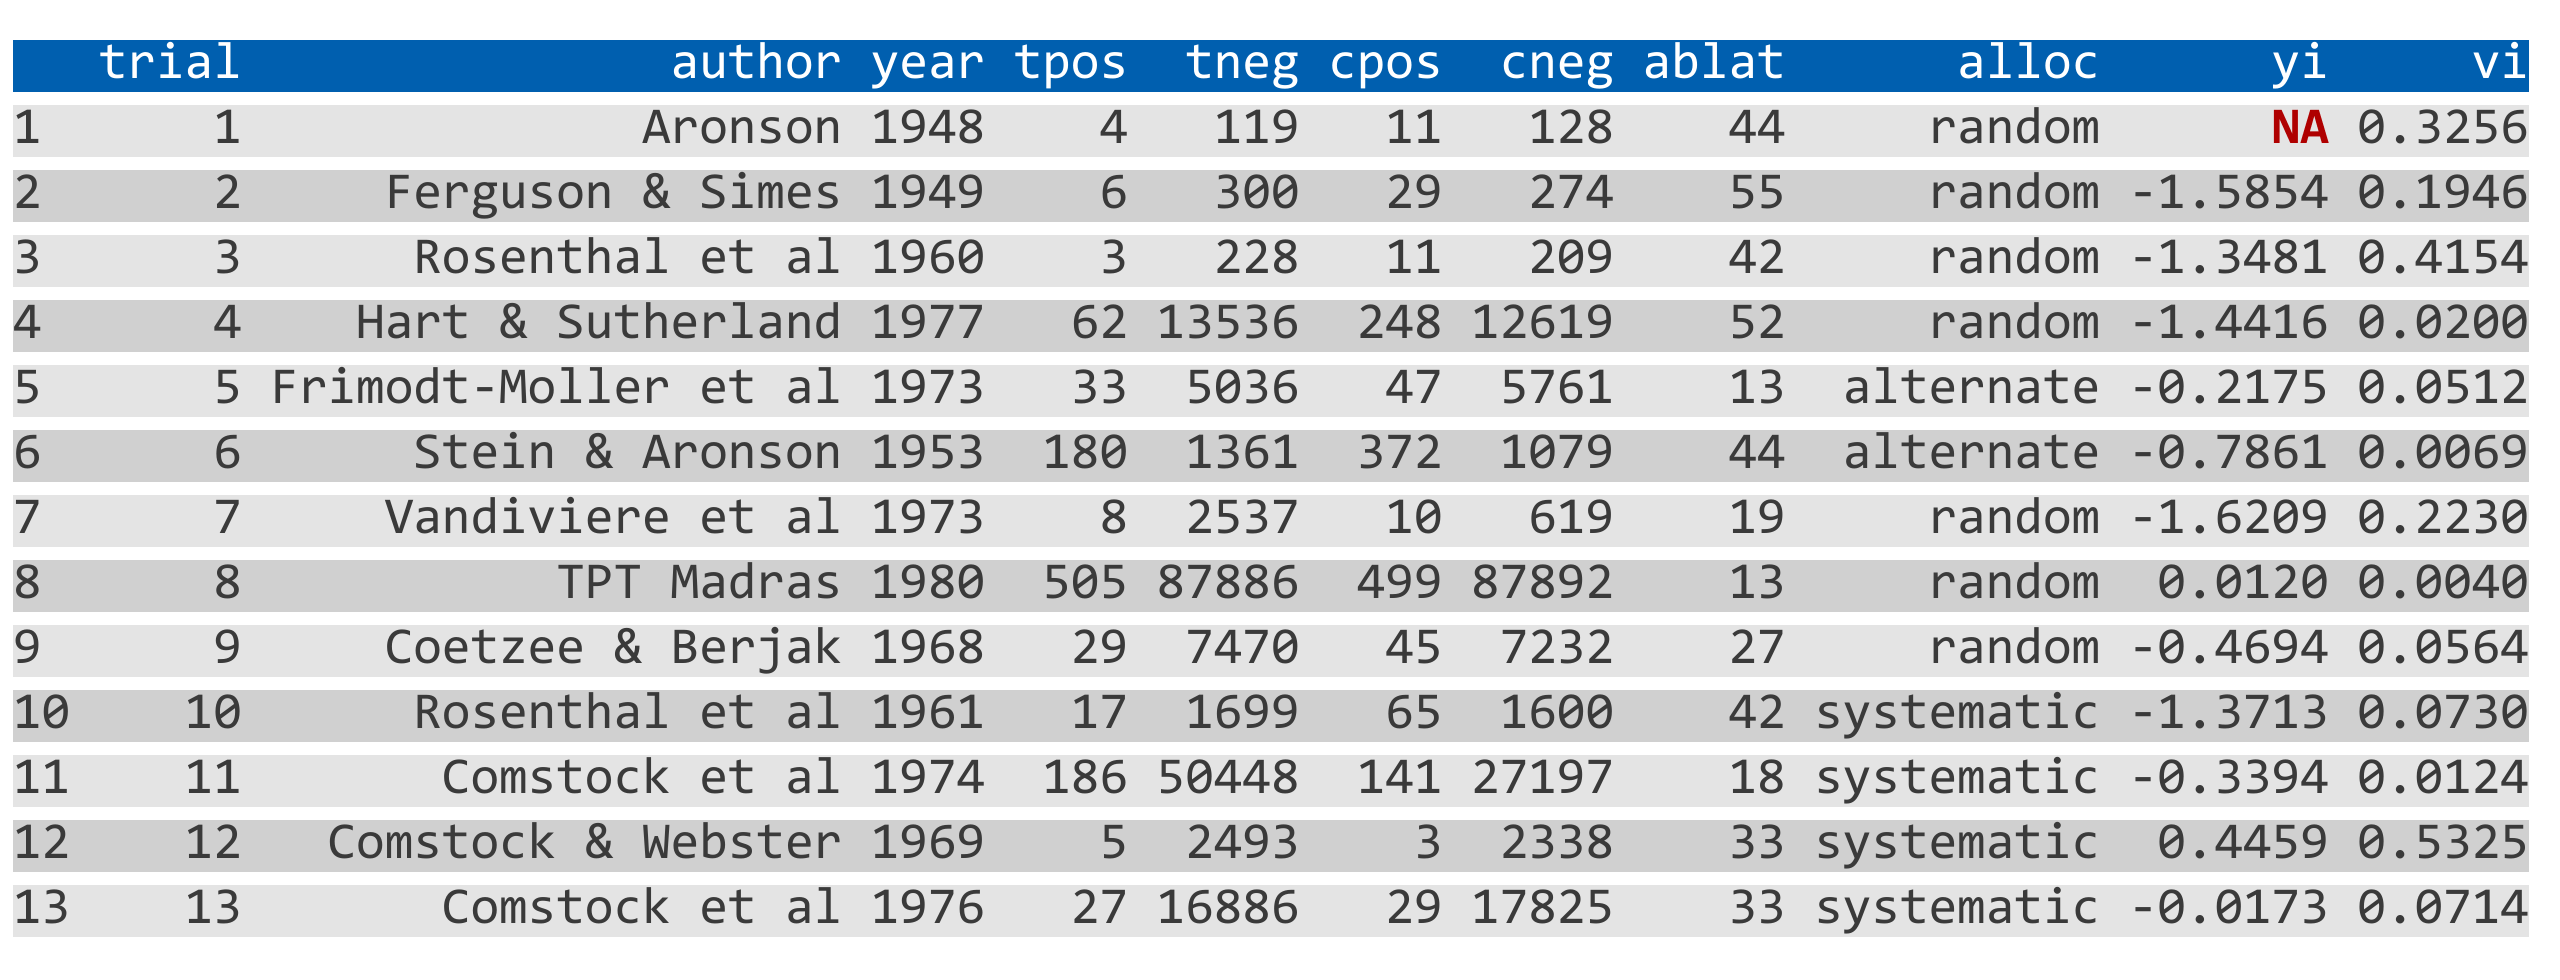 trial author year tpos tneg cpos cneg ablat alloc yi vi
1 1 Aronson 1948 4 119 11 128 44 random NA 0.3256
2 2 Ferguson & Simes 1949 6 300 29 274 55 random -1.5854 0.1946
3 3 Rosenthal et al 1960 3 228 11 209 42 random -1.3481 0.4154
4 4 Hart & Sutherland 1977 62 13536 248 12619 52 random -1.4416 0.0200
5 5 Frimodt-Moller et al 1973 33 5036 47 5761 13 alternate -0.2175 0.0512
6 6 Stein & Aronson 1953 180 1361 372 1079 44 alternate -0.7861 0.0069
7 7 Vandiviere et al 1973 8 2537 10 619 19 random -1.6209 0.2230
8 8 TPT Madras 1980 505 87886 499 87892 13 random 0.0120 0.0040
9 9 Coetzee & Berjak 1968 29 7470 45 7232 27 random -0.4694 0.0564
10 10 Rosenthal et al 1961 17 1699 65 1600 42 systematic -1.3713 0.0730
11 11 Comstock et al 1974 186 50448 141 27197 18 systematic -0.3394 0.0124
12 12 Comstock & Webster 1969 5 2493 3 2338 33 systematic 0.4459 0.5325
13 13 Comstock et al 1976 27 16886 29 17825 33 systematic -0.0173 0.0714